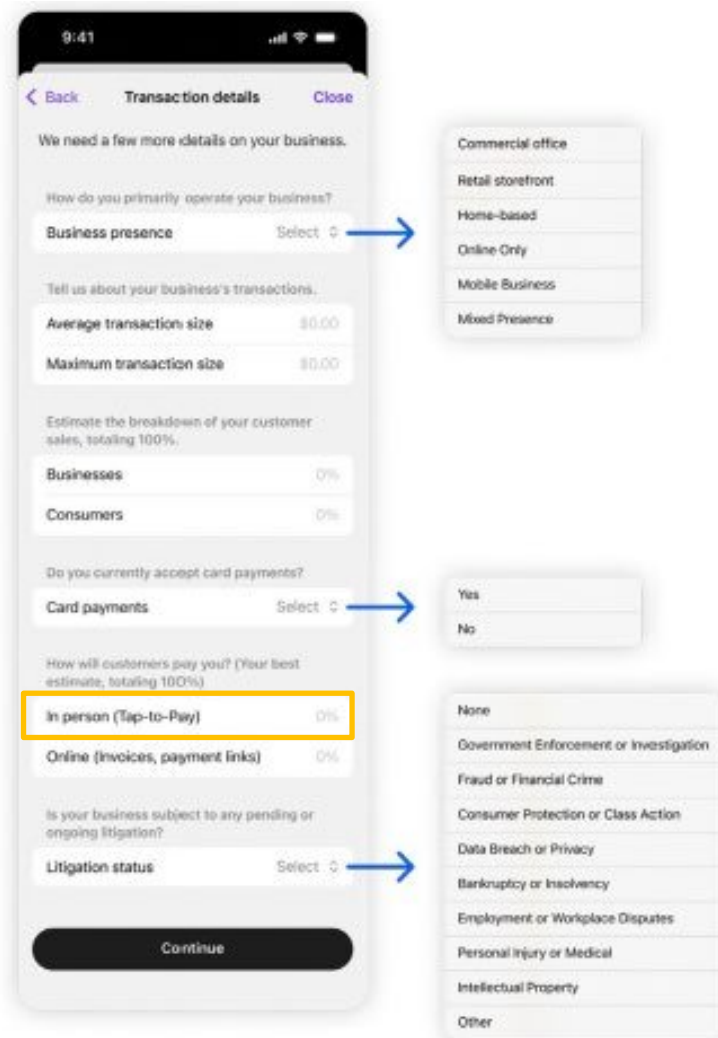 9:41
Back
Transaction details
Close
We need a few more details on your business.
How do you primarily operate your business?
Business presence
Select
Tell us about your business's transactions.
Average transaction size
$0.00
Maximum transaction size
$0.00
Estimate the breakdown of your customer
sales, totaling 100%.
Businesses
0%
Consumers
0%
Do you currently accept card payments?
Card payments
Select
How will customers pay you? (Your best
estimate, totaling 100%)
In person (Tap-to-Pay)
0%
Online (Invoices, payment links)
0%
Is your business subject to any pending or
ongoing litigation?
Litigation status
Select
Continue
Commercial office
Retail storefront
Home-based
Online Only
Mobile Business
Mixed Presence
Yes
No
None
Government Enforcement or Investigation
Fraud or Financial Crime
Consumer Protection or Class Action
Data Breach or Privacy
Bankruptcy or Insolvency
Employment or Workplace Disputes
Personal Injury or Medical
Intellectual Property
Other